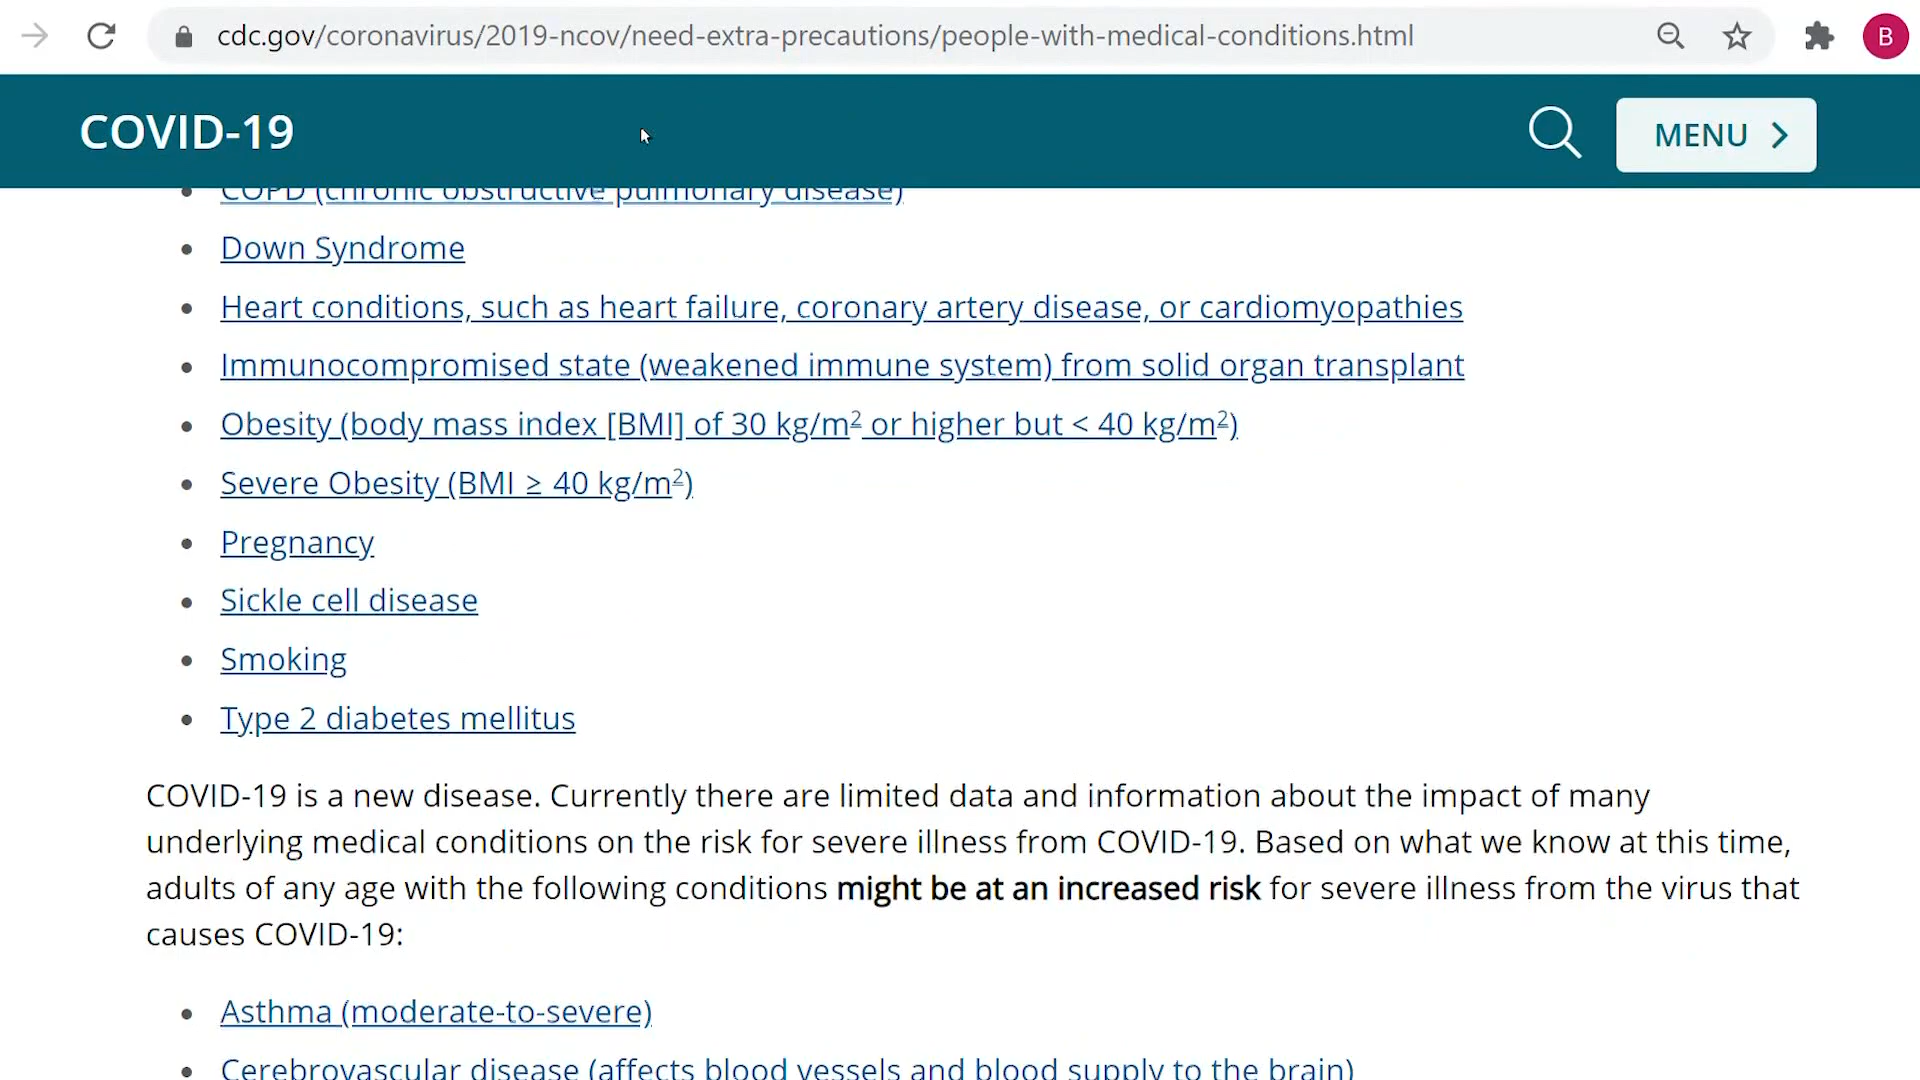 cdc.gov/coronavirus/2019-ncov/need-extra-precautions/people-with-medical-conditions.html
B
COVID-19
MENU
COPD (chronic obstructive pulmonary disease)
Down Syndrome
Heart conditions, such as heart failure, coronary artery disease, or cardiomyopathies
Immunocompromised state (weakened immune system) from solid organ transplant
Obesity (body mass index [BMI] of 30 kg/m² or higher but < 40 kg/m²)
Severe Obesity (BMI ≥ 40 kg/m²)
Pregnancy
Sickle cell disease
Smoking
Type 2 diabetes mellitus
COVID-19 is a new disease. Currently there are limited data and information about the impact of many
underlying medical conditions on the risk for severe illness from COVID-19. Based on what we know at this time,
adults of any age with the following conditions might be at an increased risk for severe illness from the virus that
causes COVID-19:
Asthma (moderate-to-severe)
Cerebrovascular disease (affects blood vessels and blood supply to the brain)